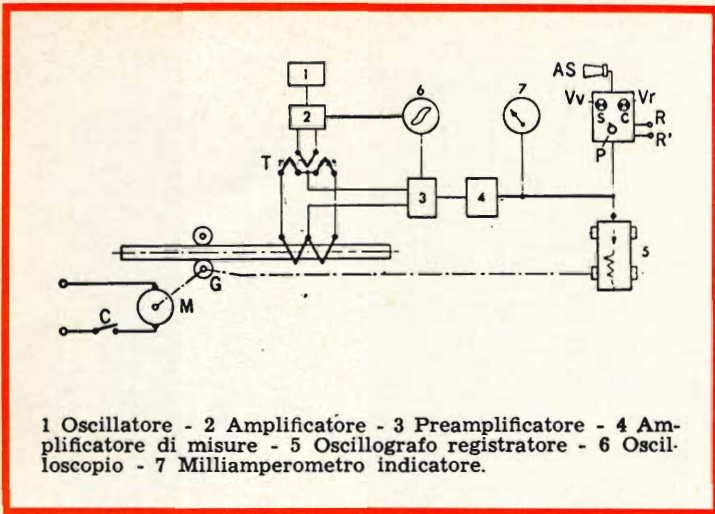 AS
1
6
7
Vv
Vr
S
C
R
R'
2
P
T
3
4
5
G
M
C
1 Oscillatore - 2 Amplificatore - 3 Preamplificatore - 4 Am-
plificatore di misure - 5 Oscillografo registratore - 6 Oscil-
loscopio - 7 Milliamperometro indicatore.